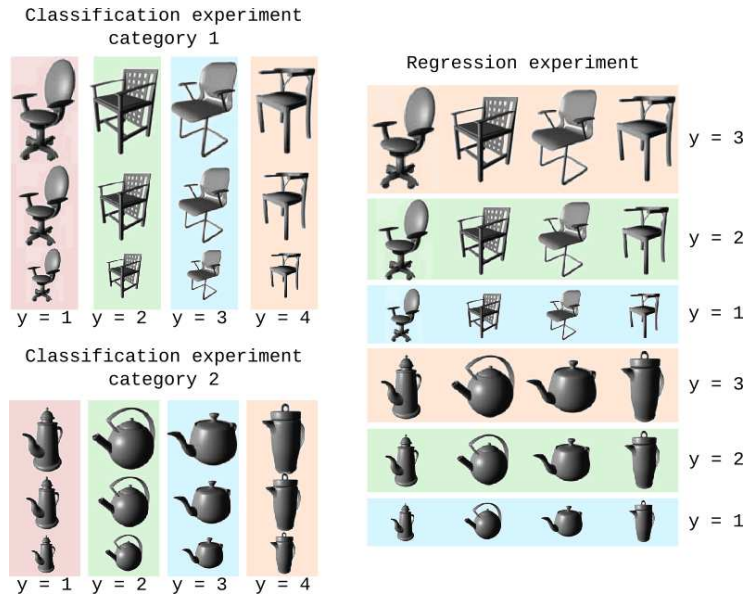 Classification experiment
category 1
y = 1 y = 2 y = 3 y = 4
Classification experiment
category 2
y = 1 y = 2 y = 3 y = 4
Regression experiment
y = 3
y = 2
y = 1
y = 3
y = 2
y = 1